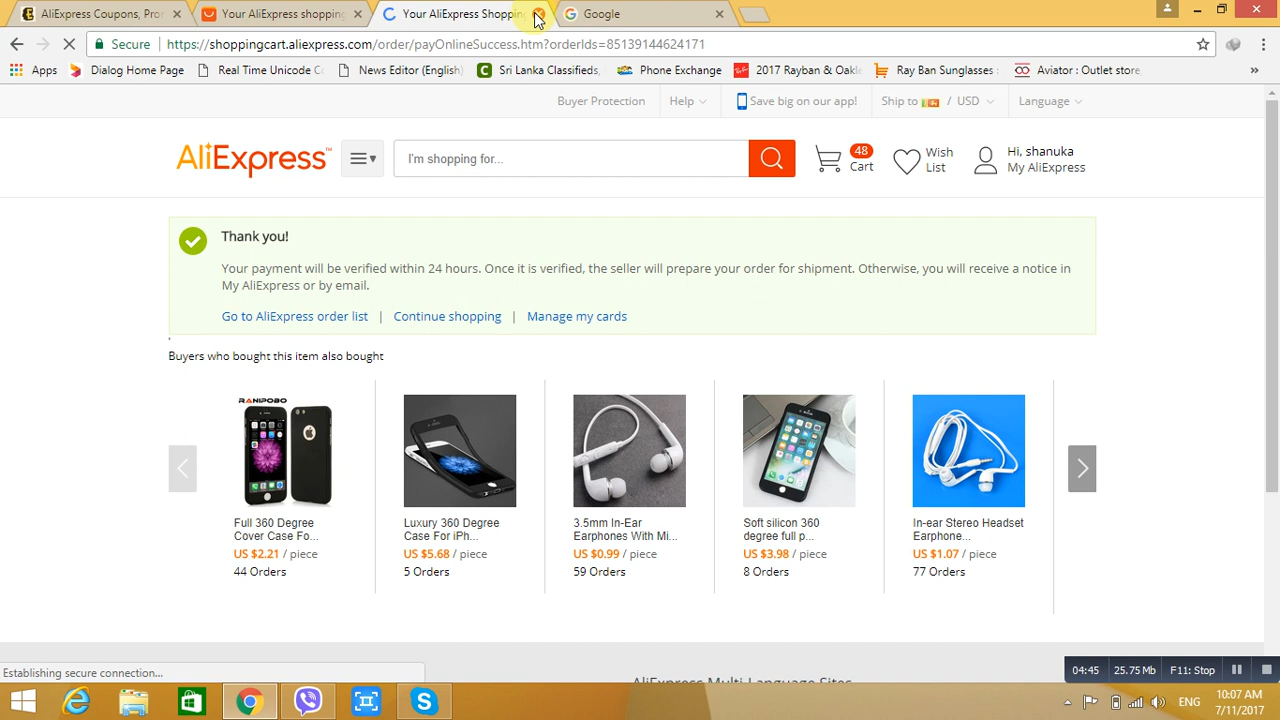 AliExpress Coupons, Pro
Your AliExpress shopping
Your AliExpress Shoppin
Google
Secure
https://shoppingcart.aliexpress.com/order/payOnlineSuccess.htm?orderIds=85139144624171
Apps
Dialog Home Page
Real Time Unicode C
News Editor (English)
Sri Lanka Classifieds,
Phone Exchange
2017 Rayban & Oakl
Ray Ban Sunglasses
Aviator : Outlet store,
»
Buyer Protection
Help
Save big on our app!
Ship to / USD
Language
AliExpress™
I'm shopping for...
48
Cart
Wish
List
Hi, shanuka
My AliExpress
Thank you!
Your payment will be verified within 24 hours. Once it is verified, the seller will prepare your order for shipment. Otherwise, you will receive a notice in
My AliExpress or by email.
Go to AliExpress order list | Continue shopping | Manage my cards
Buyers who bought this item also bought
RANIPOBO
Full 360 Degree
Cover Case Fo...
US $2.21 / piece
44 Orders
Luxury 360 Degree
Case For iPh...
US $5.68 / piece
5 Orders
3.5mm In-Ear
Earphones With Mi...
US $0.99 / piece
59 Orders
Soft silicon 360
degree full p...
US $3.98 / piece
8 Orders
In-ear Stereo Headset
Earphone...
US $1.07 / piece
77 Orders
Establishing secure connection...
AliExpress Multi-Language Sites
04:45
25.75 Mb
F11: Stop
ENG
10:07 AM
7/11/2017